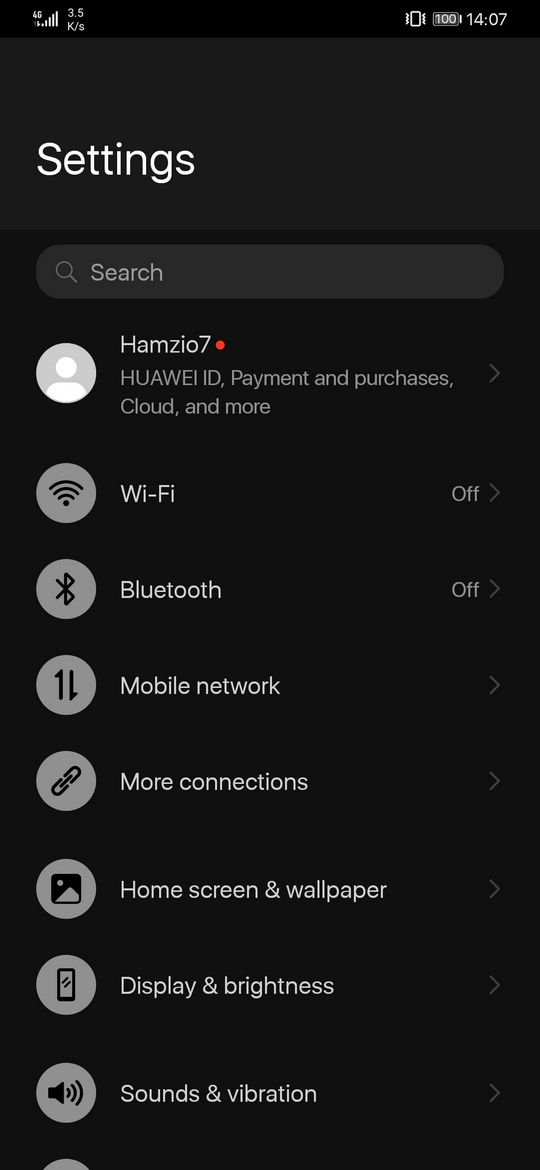 4G 3.5
K/s
100 14:07
Settings
Search
Hamzio7
HUAWEI ID, Payment and purchases,
Cloud, and more
Wi-Fi Off
Bluetooth Off
Mobile network
More connections
Home screen & wallpaper
Display & brightness
Sounds & vibration